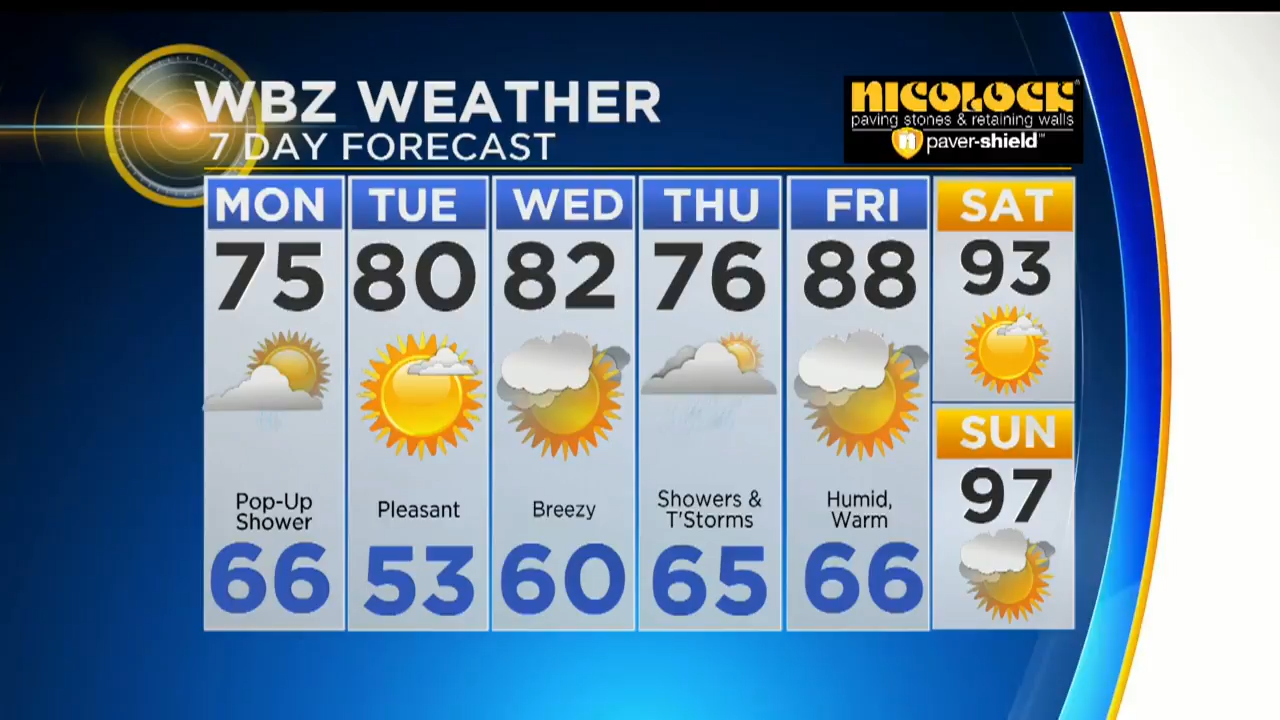 WBZ WEATHER
7 DAY FORECAST
NICOLOCK®
paving stones & retaining walls
n paver-shield™
MON
75
Pop-Up
Shower
66
TUE
80
Pleasant
53
WED
82
Breezy
60
THU
76
Showers &
T'Storms
65
FRI
88
Humid,
Warm
66
SAT
93
SUN
97